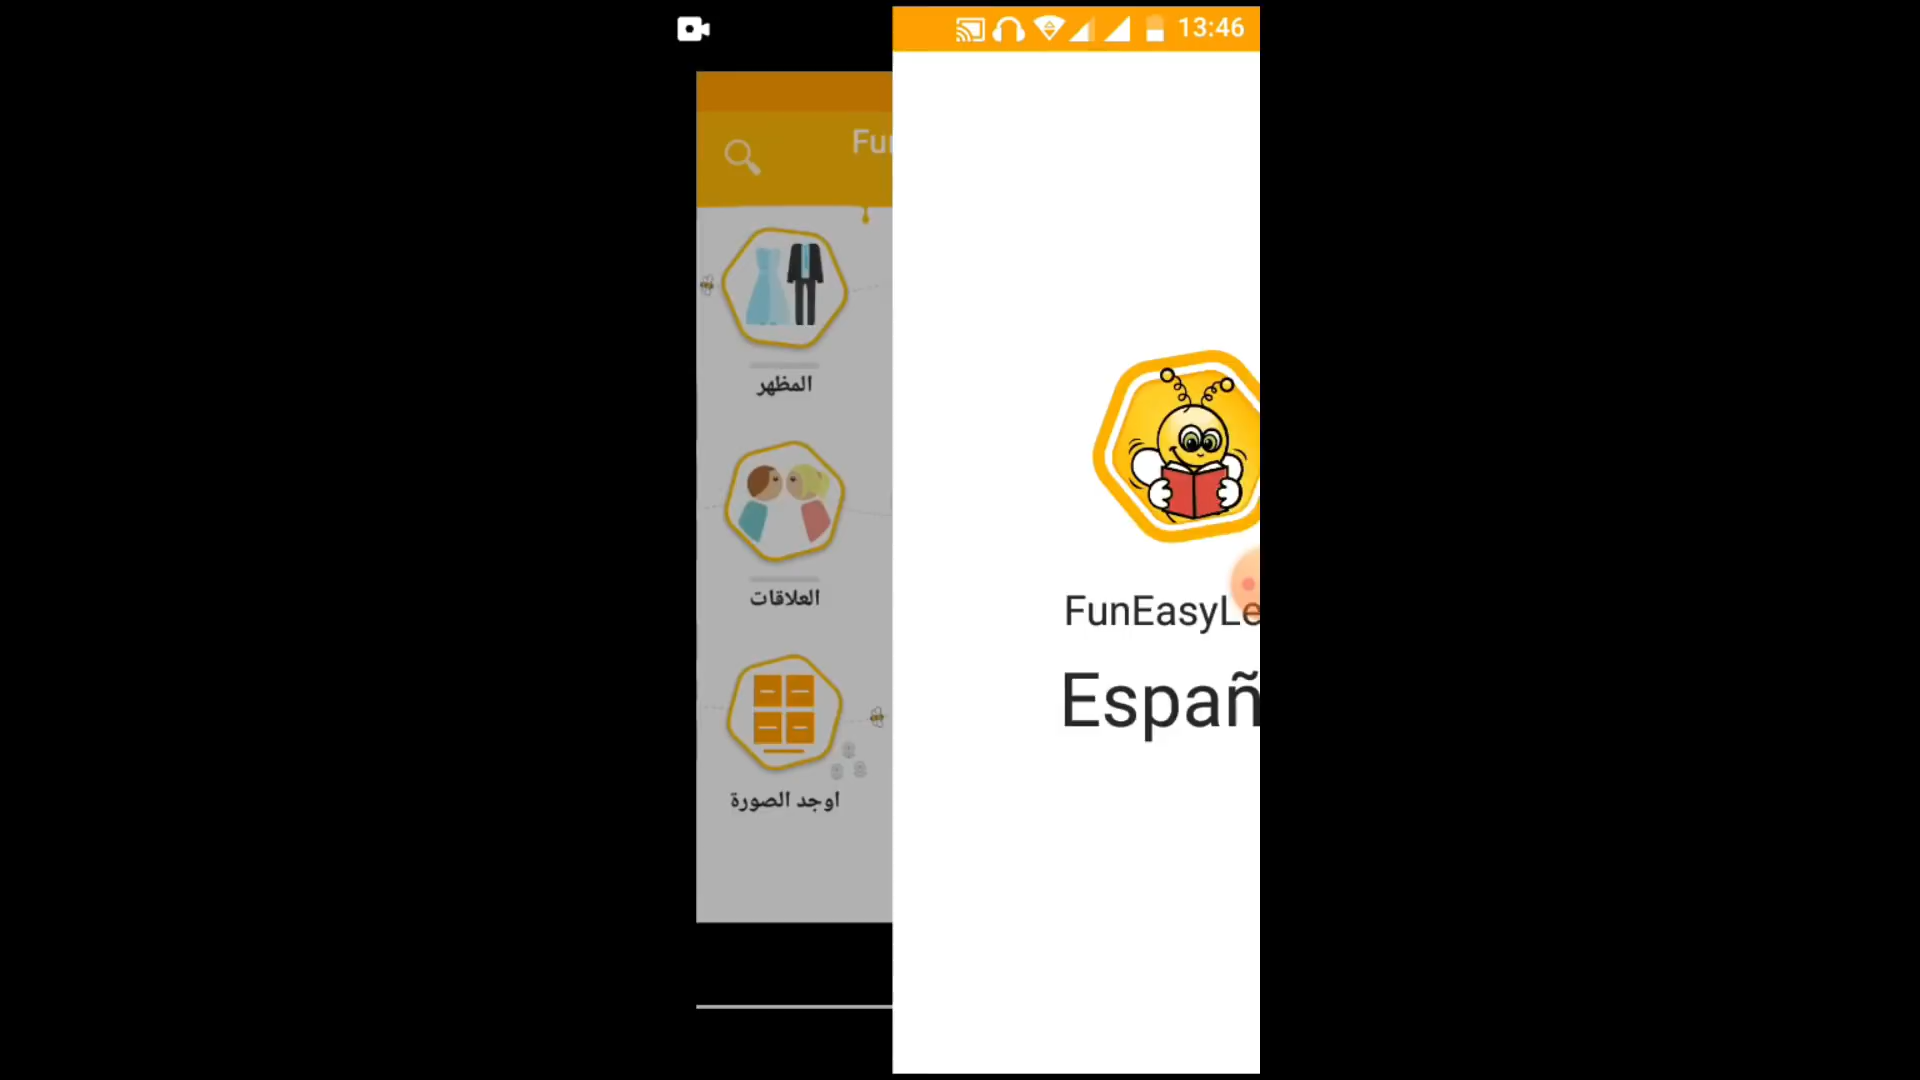 13:46
Fu
المظهر
العلاقات
اوجد الصورة
FunEasyLe
Españ